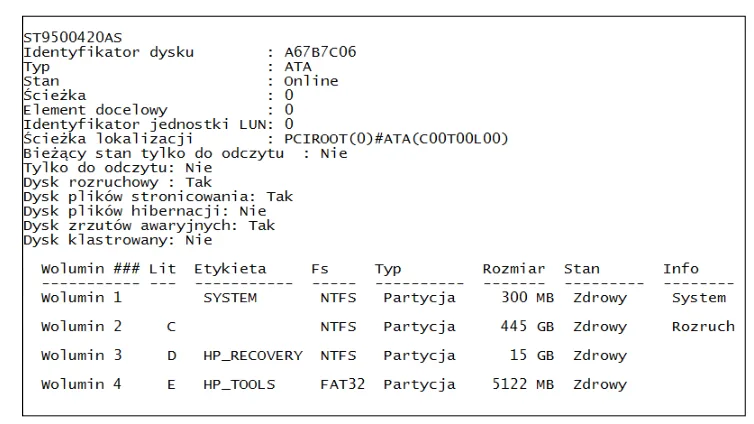 ST9500420AS
Identyfikator dysku : A67B7C06
Typ : ATA
Stan : Online
Ścieżka : 0
Element docelowy : 0
Identyfikator jednostki LUN: 0
Ścieżka lokalizacji : PCIROOT(0)#ATA(C00T00L00)
Bieżący stan tylko do odczytu : Nie
Tylko do odczytu: Nie
Dysk rozruchowy : Tak
Dysk plików stronicowania: Tak
Dysk plików hibernacji: Nie
Dysk zrzutów awaryjnych: Tak
Dysk klastrowany: Nie
Wolumin ### Lit Etykieta Fs Typ Rozmiar Stan Info
----------- --- ----------- ----- ---------- ------- --------- --------
Wolumin 1 SYSTEM NTFS Partycja 300 MB Zdrowy System
Wolumin 2 C NTFS Partycja 445 GB Zdrowy Rozruch
Wolumin 3 D HP_RECOVERY NTFS Partycja 15 GB Zdrowy
Wolumin 4 E HP_TOOLS FAT32 Partycja 5122 MB Zdrowy